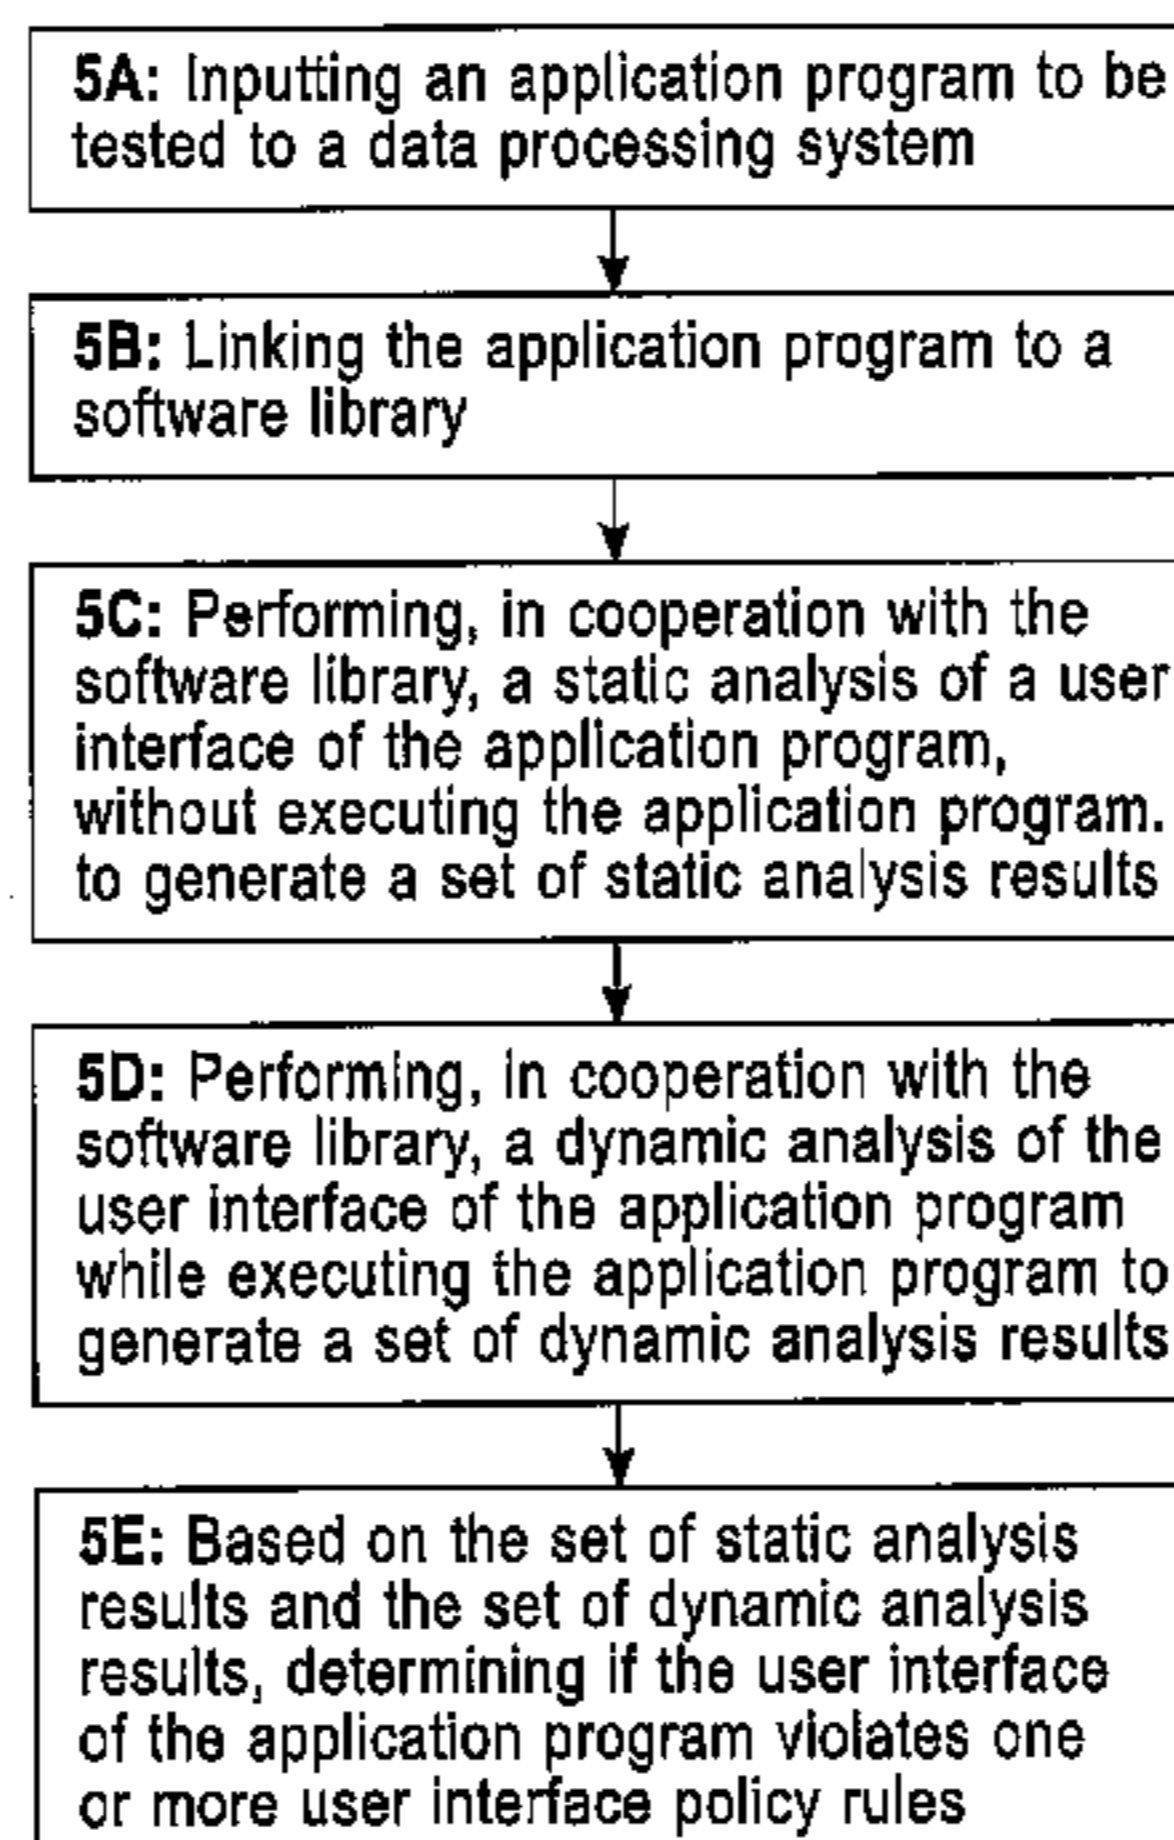 5A: Inputting an application program to be
tested to a data processing system
5B: Linking the application program to a
software library
5C: Performing, in cooperation with the
software library, a static analysis of a user
interface of the application program,
without executing the application program.
to generate a set of static analysis results
5D: Performing, in cooperation with the
software library, a dynamic analysis of the
user interface of the application program
while executing the application program to
generate a set of dynamic analysis results
5E: Based on the set of static analysis
results and the set of dynamic analysis
results, determining if the user interface
of the application program violates one
or more user interface policy rules